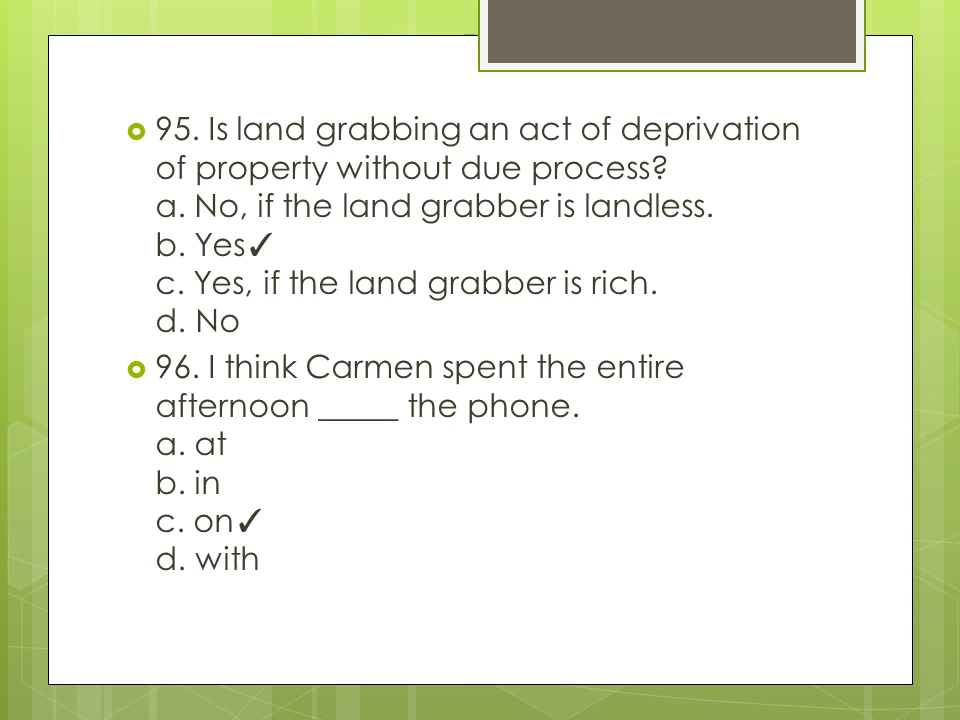 95. Is land grabbing an act of deprivation
of property without due process?
a. No, if the land grabber is landless.
b. Yes✓
c. Yes, if the land grabber is rich.
d. No
96. I think Carmen spent the entire
afternoon _____ the phone.
a. at
b. in
c. on✓
d. with